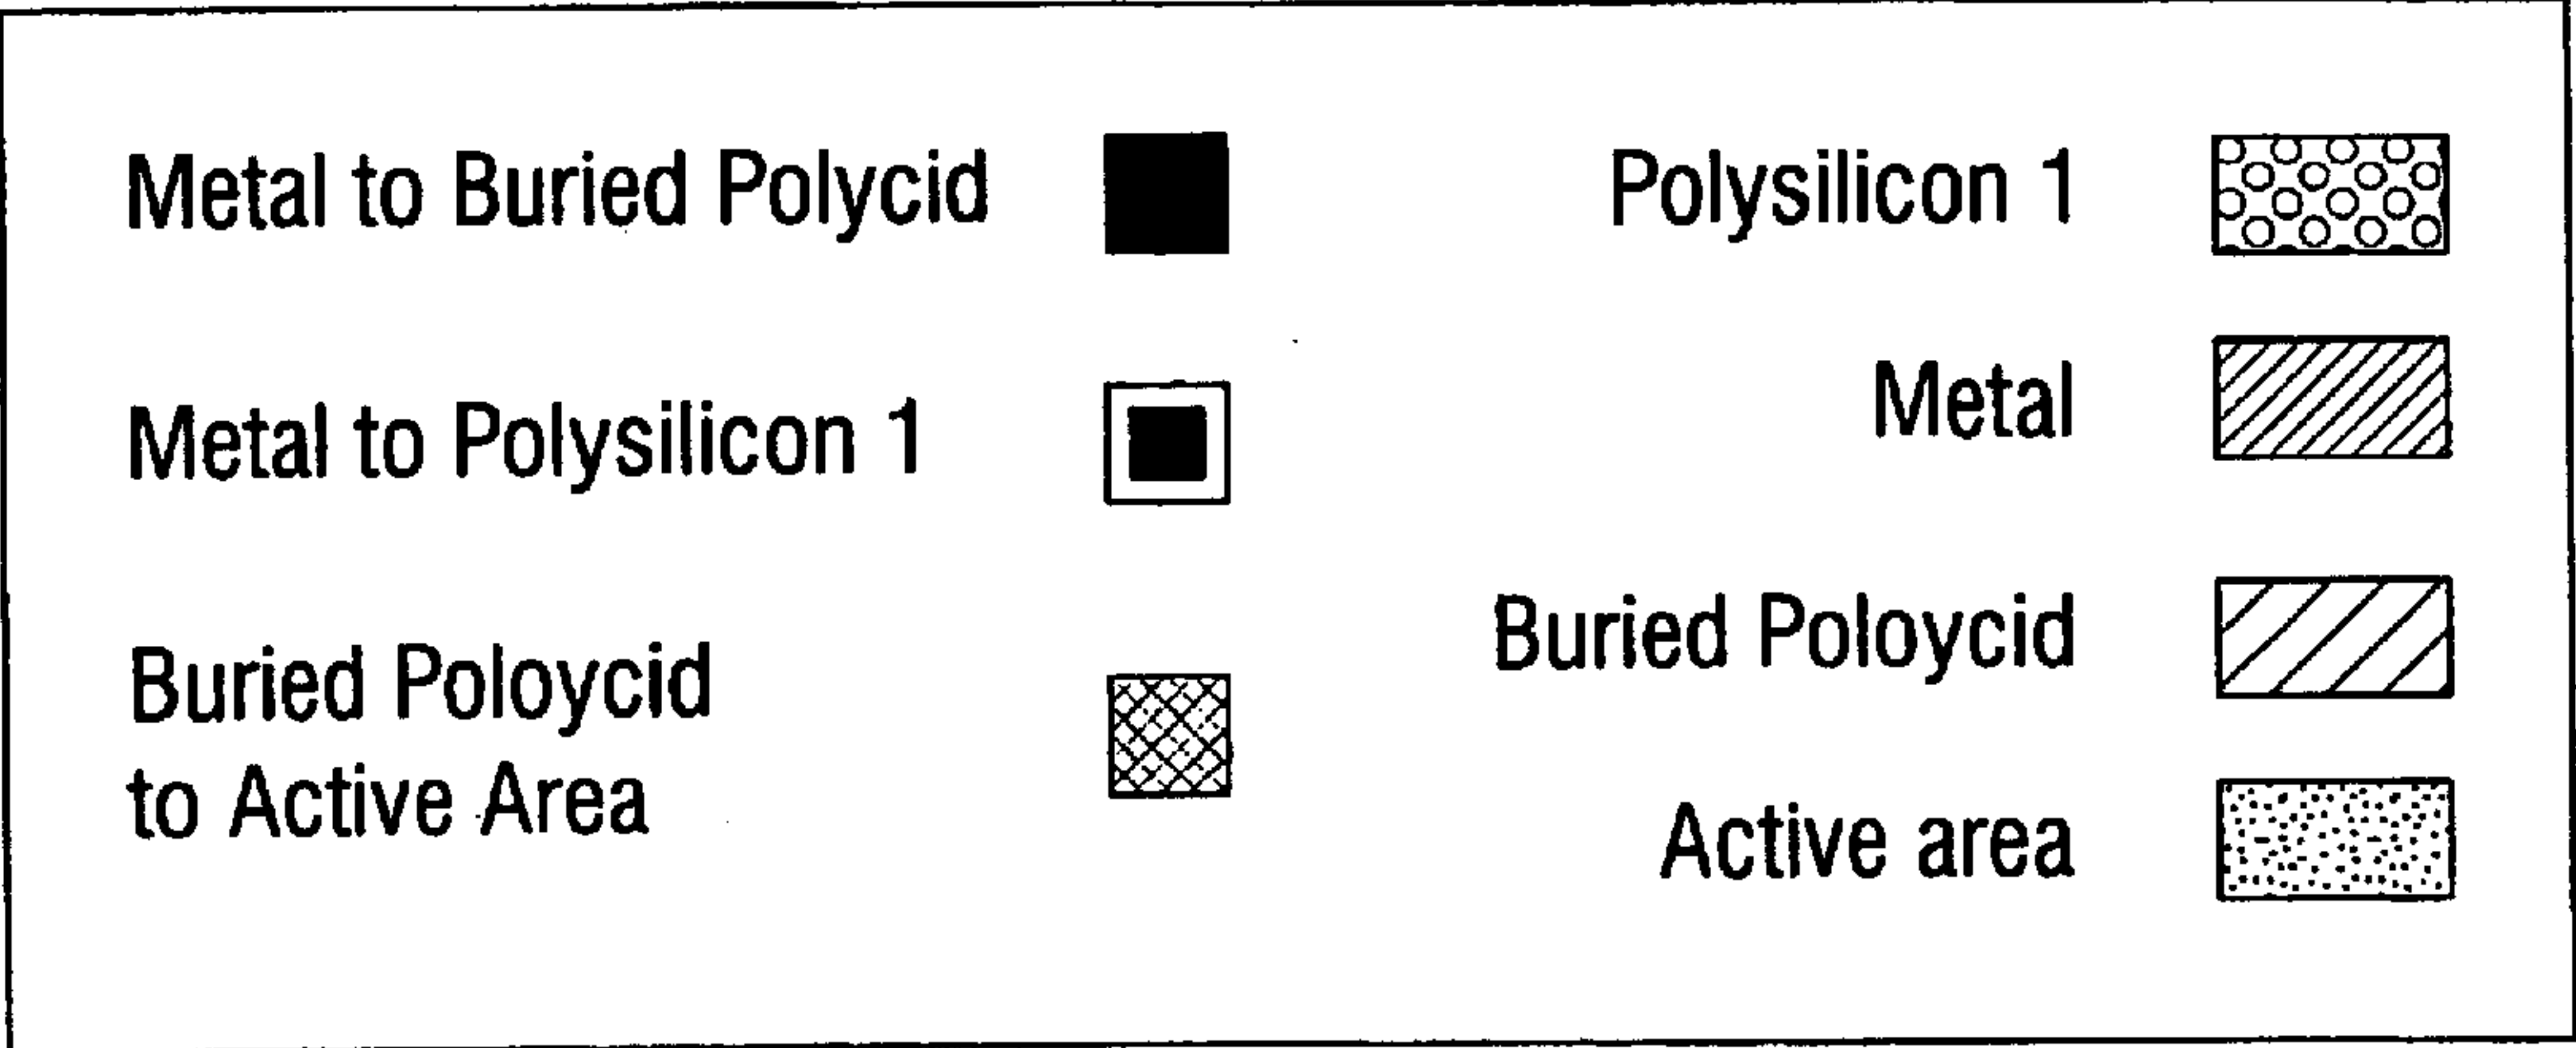 Metal to Buried Polycid
Metal to Polysilicon 1
Buried Poloycid
to Active Area
Polysilicon 1
Metal
Buried Poloycid
Active area